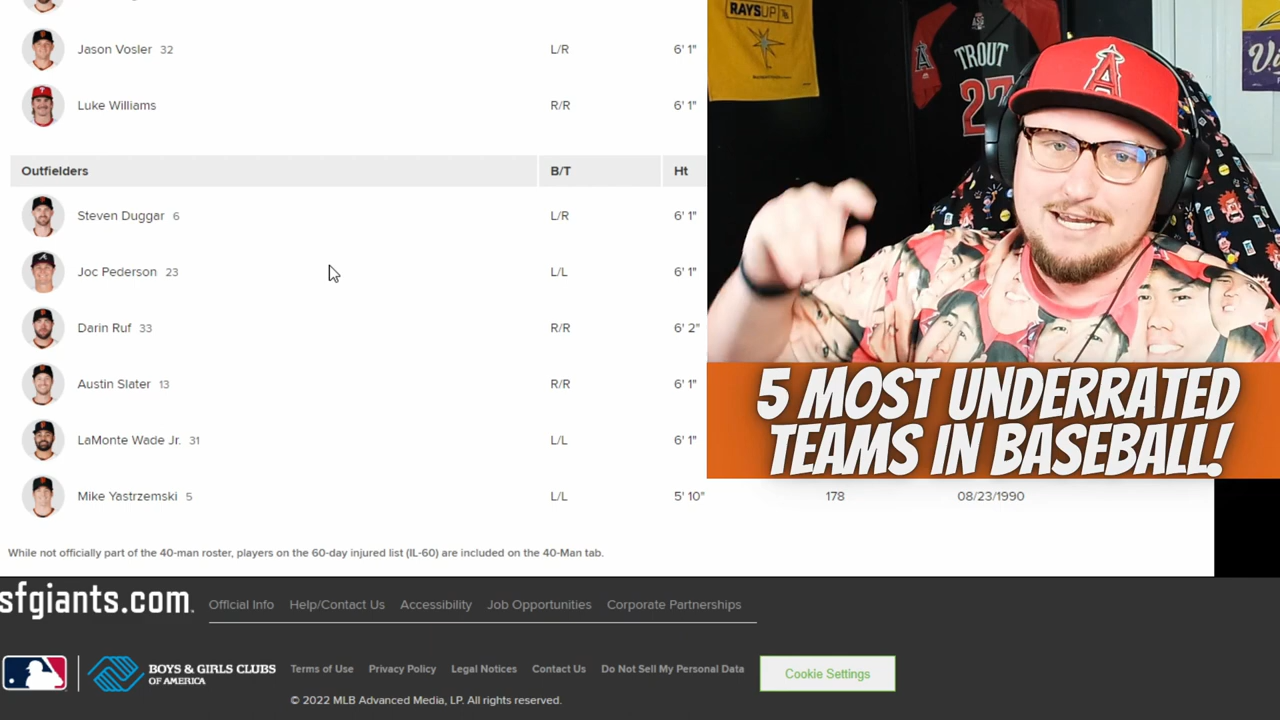 Jason Vosler 32 L/R 6' 1"
Luke Williams R/R 6' 1"
Outfielders B/T Ht
Steven Duggar 6 L/R 6' 1"
Joc Pederson 23 L/L 6' 1"
Darin Ruf 33 R/R 6' 2"
Austin Slater 13 R/R 6' 1"
LaMonte Wade Jr. 31 L/L 6' 1"
Mike Yastrzemski 5 L/L 5' 10" 178 08/23/1990
While not officially part of the 40-man roster, players on the 60-day injured list (IL-60) are included on the 40-Man tab.
RAYS UP
TROUT
27
A
5 MOST UNDERRATED
TEAMS IN BASEBALL!
sfgiants.com
Official Info Help/Contact Us Accessibility Job Opportunities Corporate Partnerships
BOYS & GIRLS CLUBS
OF AMERICA
Terms of Use Privacy Policy Legal Notices Contact Us Do Not Sell My Personal Data
Cookie Settings
© 2022 MLB Advanced Media, LP. All rights reserved.